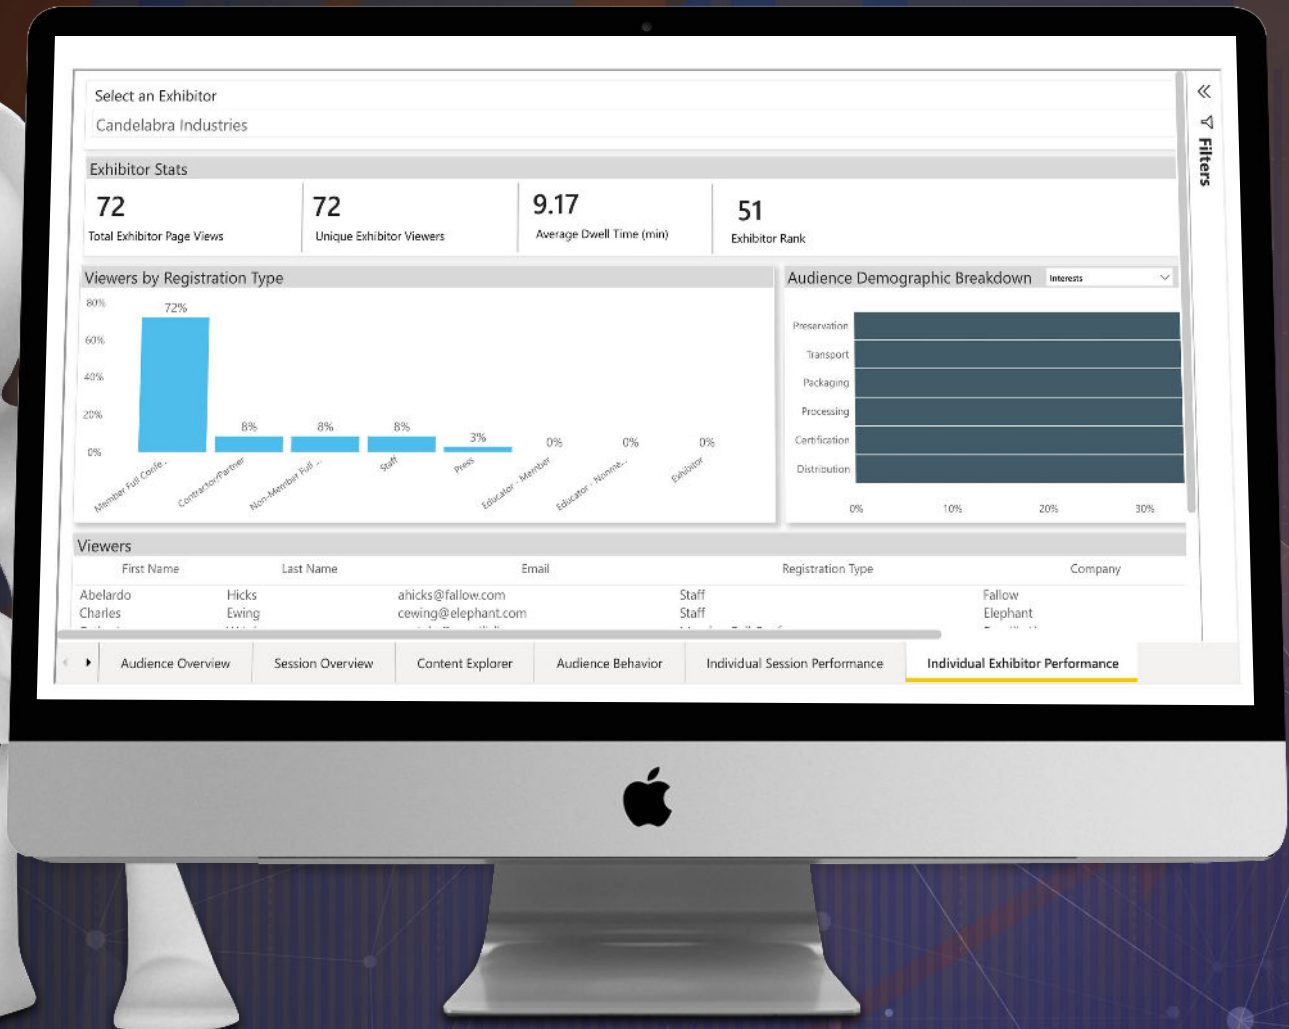 Select an Exhibitor
Candelabra Industries
Filters
Exhibitor Stats
72
Total Exhibitor Page Views
72
Unique Exhibitor Viewers
9.17
Average Dwell Time (min)
51
Exhibitor Rank
Viewers by Registration Type
80%
60%
40%
20%
0%
72%
8%
8%
8%
3%
0%
0%
0%
Member Full Confe...
Contractor/Partner
Non-Member Full ...
Staff
Press
Educator - Member
Educator - Nonme...
Exhibitor
Audience Demographic Breakdown Interests
Preservation
Transport
Packaging
Processing
Certification
Distribution
0% 10% 20% 30%
Viewers
First Name Last Name Email Registration Type Company
Abelardo Hicks ahicks@fallow.com Staff Fallow
Charles Ewing cewing@elephant.com Staff Elephant
Audience Overview Session Overview Content Explorer Audience Behavior Individual Session Performance Individual Exhibitor Performance